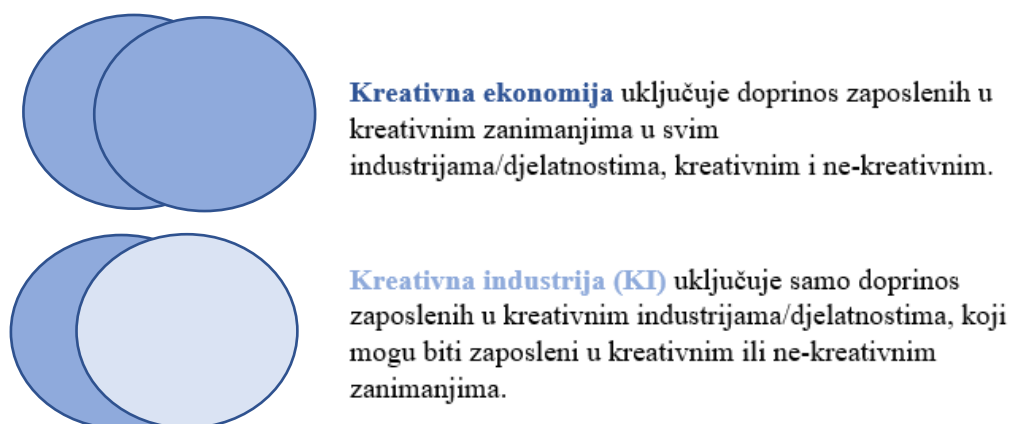 Kreativna ekonomija uključuje doprinos zaposlenih u
kreativnim zanimanjima u svim
industrijama/djelatnostima, kreativnim i ne-kreativnim.
Kreativna industrija (KI) uključuje samo doprinos
zaposlenih u kreativnim industrijama/djelatnostima, koji
mogu biti zaposleni u kreativnim ili ne-kreativnim
zanimanjima.